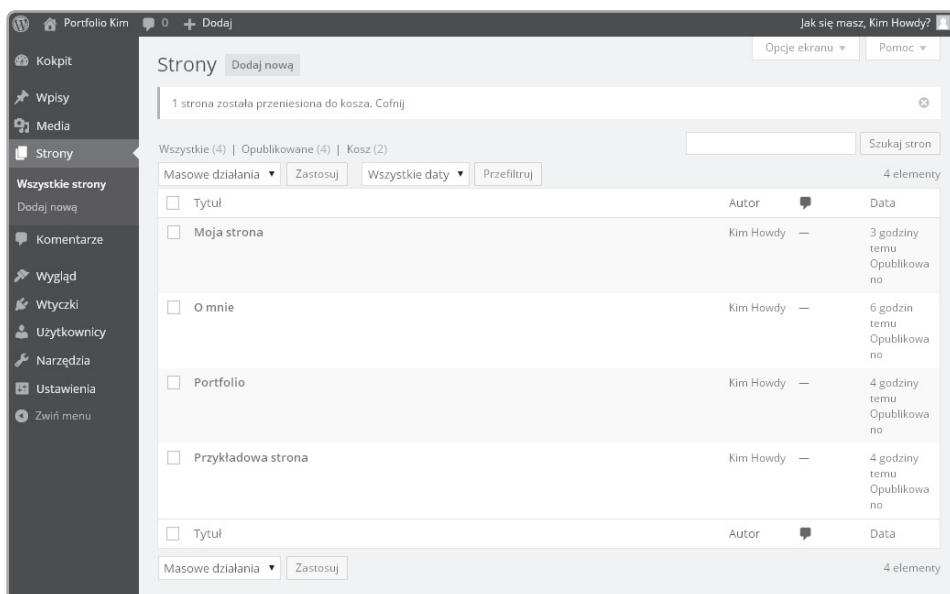 Portfolio Kim 0 + Dodaj Jak się masz, Kim Howdy?
Opcje ekranu ▼ Pomoc ▼
Kokpit
Wpisy
Media
Strony
Wszystkie strony
Dodaj nową
Komentarze
Wygląd
Wtyczki
Użytkownicy
Narzędzia
Ustawienia
Zwiń menu
Strony Dodaj nową
1 strona została przeniesiona do kosza. Cofnij
Wszystkie (4) | Opublikowane (4) | Kosz (2)
Szukaj stron
Masowe działania ▼ Zastosuj Wszystkie daty ▼ Przefiltruj 4 elementy
Tytuł Autor Data
Moja strona Kim Howdy — 3 godziny
temu
Opublikowa
no
O mnie Kim Howdy — 6 godzin
temu
Opublikowa
no
Portfolio Kim Howdy — 4 godziny
temu
Opublikowa
no
Przykładowa strona Kim Howdy — 4 godziny
temu
Opublikowa
no
Tytuł Autor Data
Masowe działania ▼ Zastosuj 4 elementy